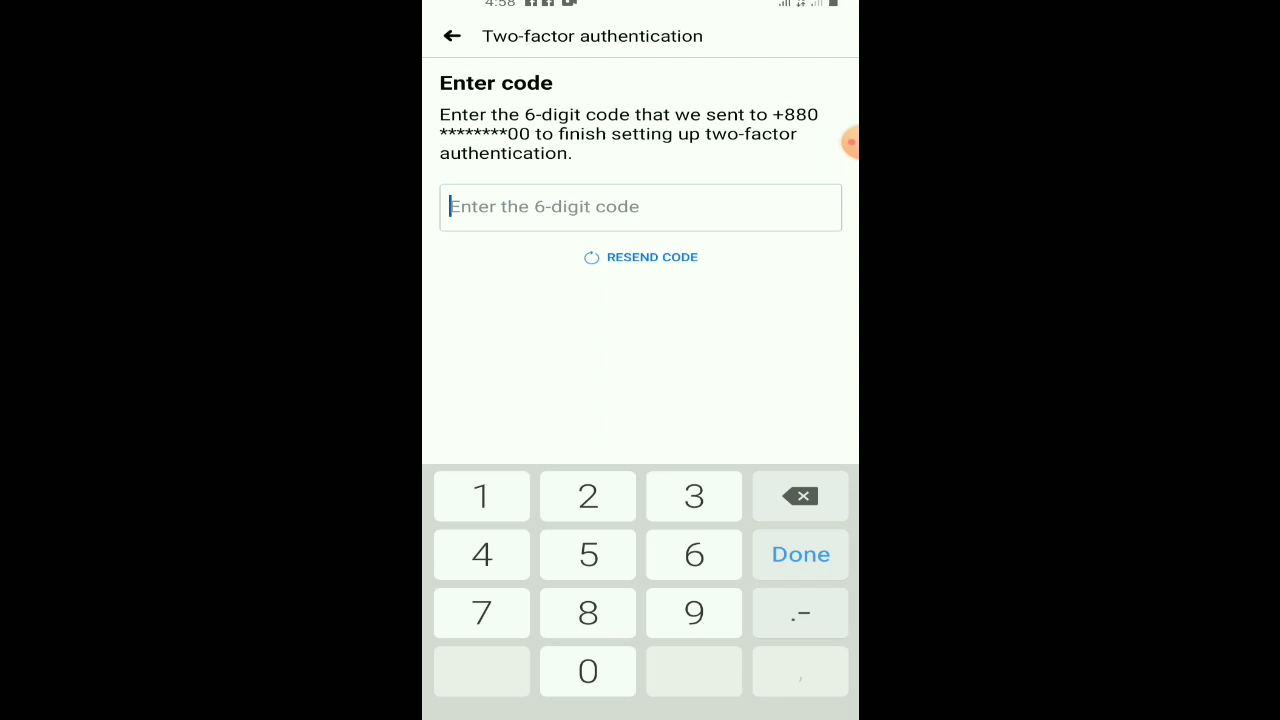 4:58
Two-factor authentication
Enter code
Enter the 6-digit code that we sent to +880
********00 to finish setting up two-factor
authentication.
Enter the 6-digit code
RESEND CODE
1 2 3
4 5 6 Done
7 8 9 .-
0 ,